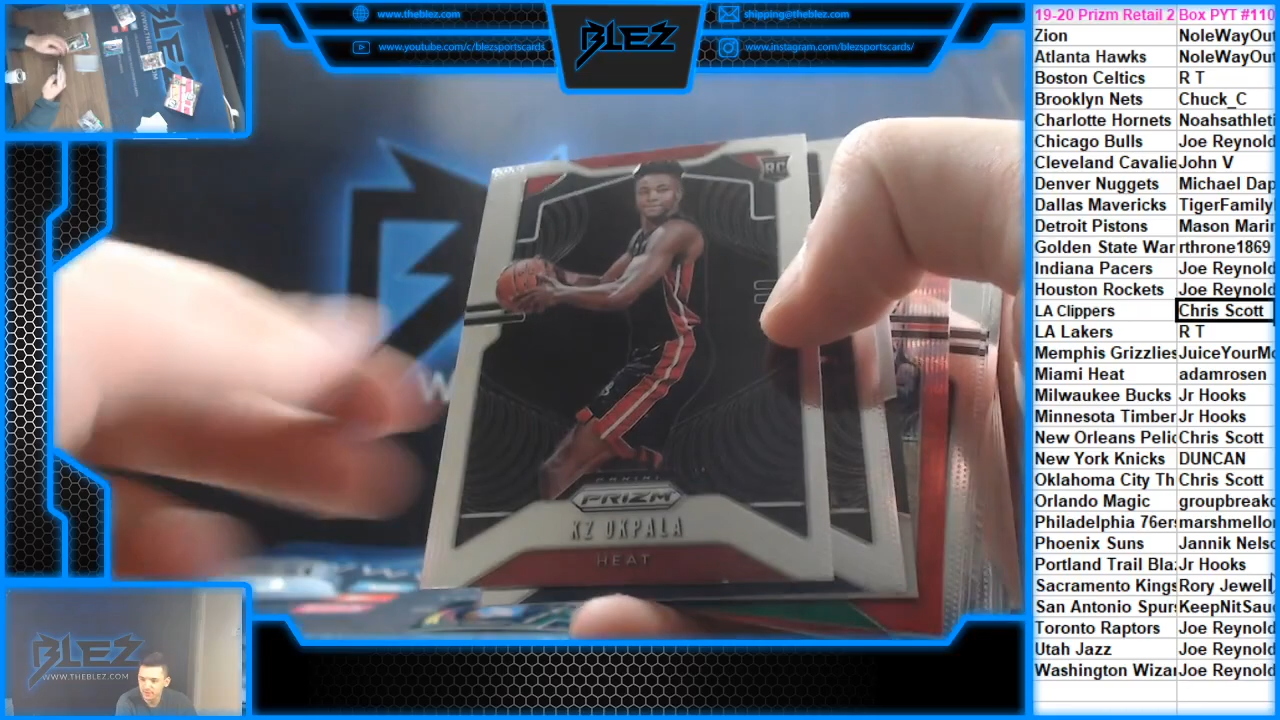 www.theblez.com
shipping@theblez.com
www.youtube.com/c/blezsportscards
www.instagram.com/blezsportscards/
BLEZ
RC
PANINI
PRIZM
KZ OKPALA
HEAT
BLEZ
WWW.THEBLEZ.COM
19-20 Prizm Retail 2 Box PYT #110
Zion NoleWayOut
Atlanta Hawks NoleWayOut
Boston Celtics R T
Brooklyn Nets Chuck_C
Charlotte Hornets Noahsathleti
Chicago Bulls Joe Reynold
Cleveland Cavalie John V
Denver Nuggets Michael Dap
Dallas Mavericks TigerFamily
Detroit Pistons Mason Marin
Golden State War rthrone1869
Indiana Pacers Joe Reynold
Houston Rockets Joe Reynold
LA Clippers Chris Scott
LA Lakers R T
Memphis Grizzlies JuiceYourMo
Miami Heat adamrosen
Milwaukee Bucks Jr Hooks
Minnesota Timber Jr Hooks
New Orleans Peli Chris Scott
New York Knicks DUNCAN
Oklahoma City Th Chris Scott
Orlando Magic groupbreak
Philadelphia 76ers marshmello
Phoenix Suns Jannik Nelso
Portland Trail Bla Jr Hooks
Sacramento Kings Rory Jewell
San Antonio Spurs KeepNitSau
Toronto Raptors Joe Reynold
Utah Jazz Joe Reynold
Washington Wizar Joe Reynold